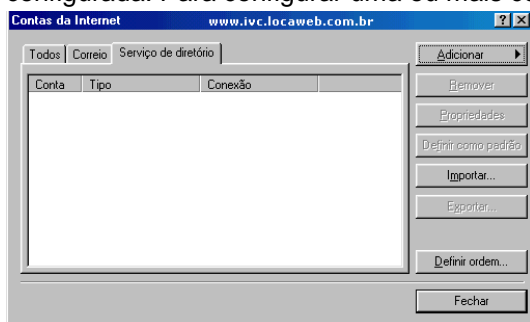 configurada. Para configurar uma ou mais
Contas da Internet www.ivc.locaweb.com.br
Todos Correio Serviço de diretório
Adicionar
Conta Tipo Conexão
Remover
Propriedades
Definir como padrão
Importar...
Exportar...
Definir ordem...
Fechar